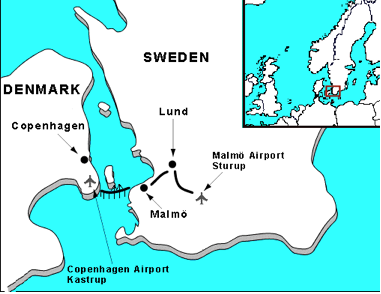 SWEDEN
DENMARK
Copenhagen
Lund
Malmö Airport
Sturup
Malmö
Copenhagen Airport
Kastrup